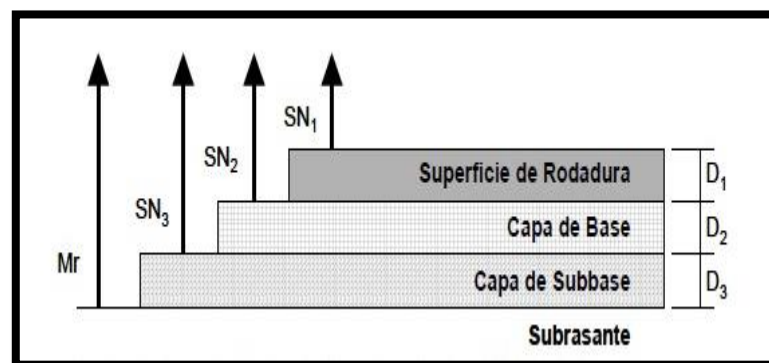 SN1
Superficie de Rodadura
D1
SN2
Capa de Base
D2
SN3
Capa de Subbase
D3
Mr
Subrasante